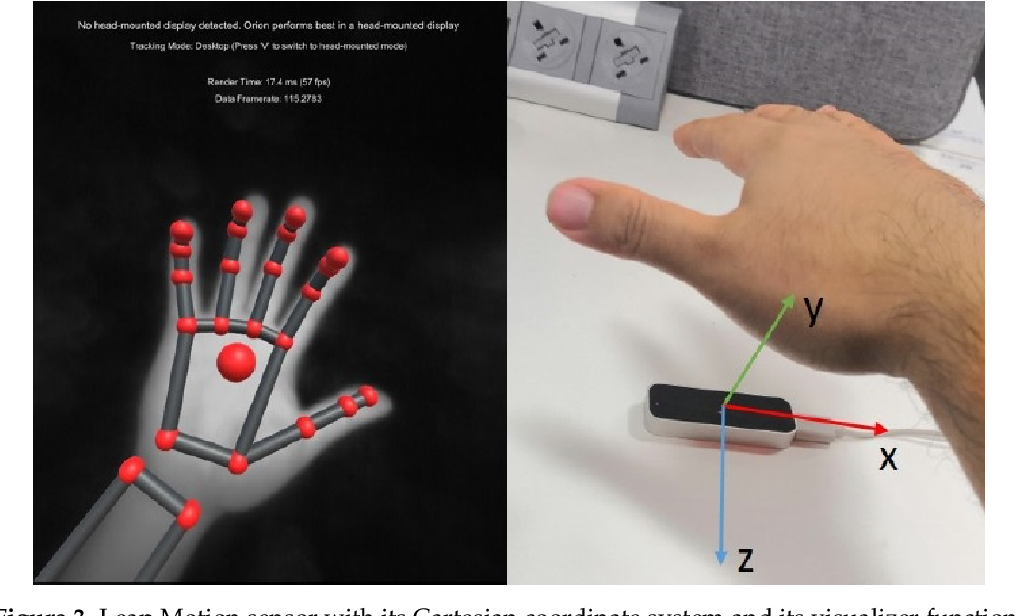 No head-mounted display detected. Orion performs best in a head-mounted display
Tracking Mode: Desktop (Press 'V' to switch to head-mounted mode)
Render Time: 17.4 ms (57 fps)
Data Framerate: 115.2783
y
x
z
Figure 3. Leap Motion sensor with its Cartesian coordinate system and its visualizer function